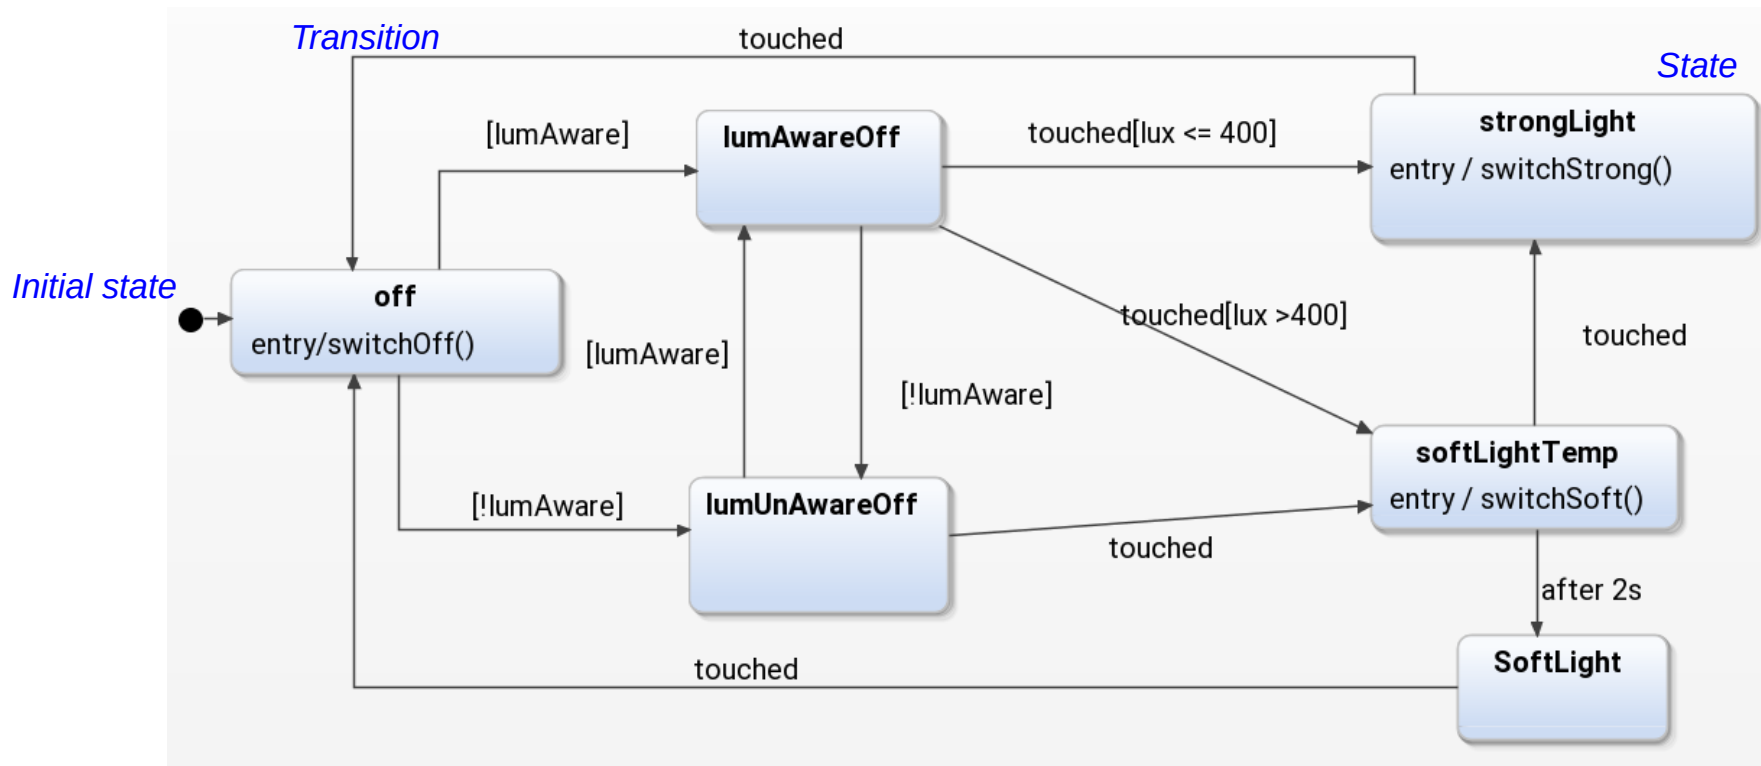 Transition
touched
State
[lumAware]
lumAwareOff
touched[lux <= 400]
strongLight
entry / switchStrong()
Initial state
off
entry/switchOff()
touched[lux >400]
touched
[lumAware]
[!lumAware]
softLightTemp
entry / switchSoft()
[!lumAware]
lumUnAwareOff
touched
after 2s
SoftLight
touched